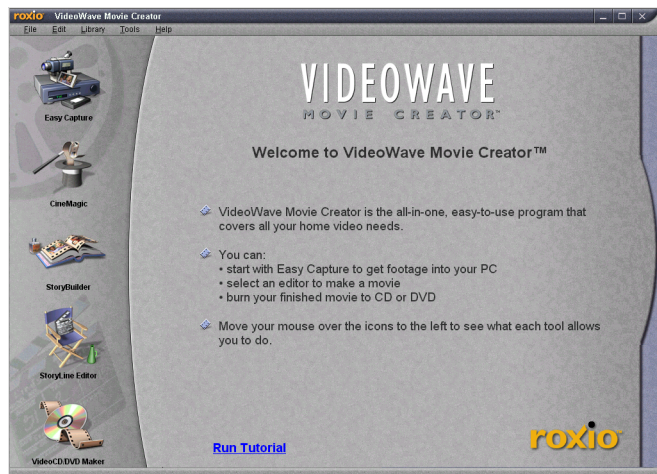 roxio VideoWave Movie Creator
File Edit Library Tools Help
Easy Capture
CineMagic
StoryBuilder
StoryLine Editor
VideoCD/DVD Maker
VIDEOWAVE
MOVIE CREATOR™
Welcome to VideoWave Movie Creator™
VideoWave Movie Creator is the all-in-one, easy-to-use program that
covers all your home video needs.
You can:
• start with Easy Capture to get footage into your PC
• select an editor to make a movie
• burn your finished movie to CD or DVD
Move your mouse over the icons to the left to see what each tool allows
you to do.
Run Tutorial
roxio™